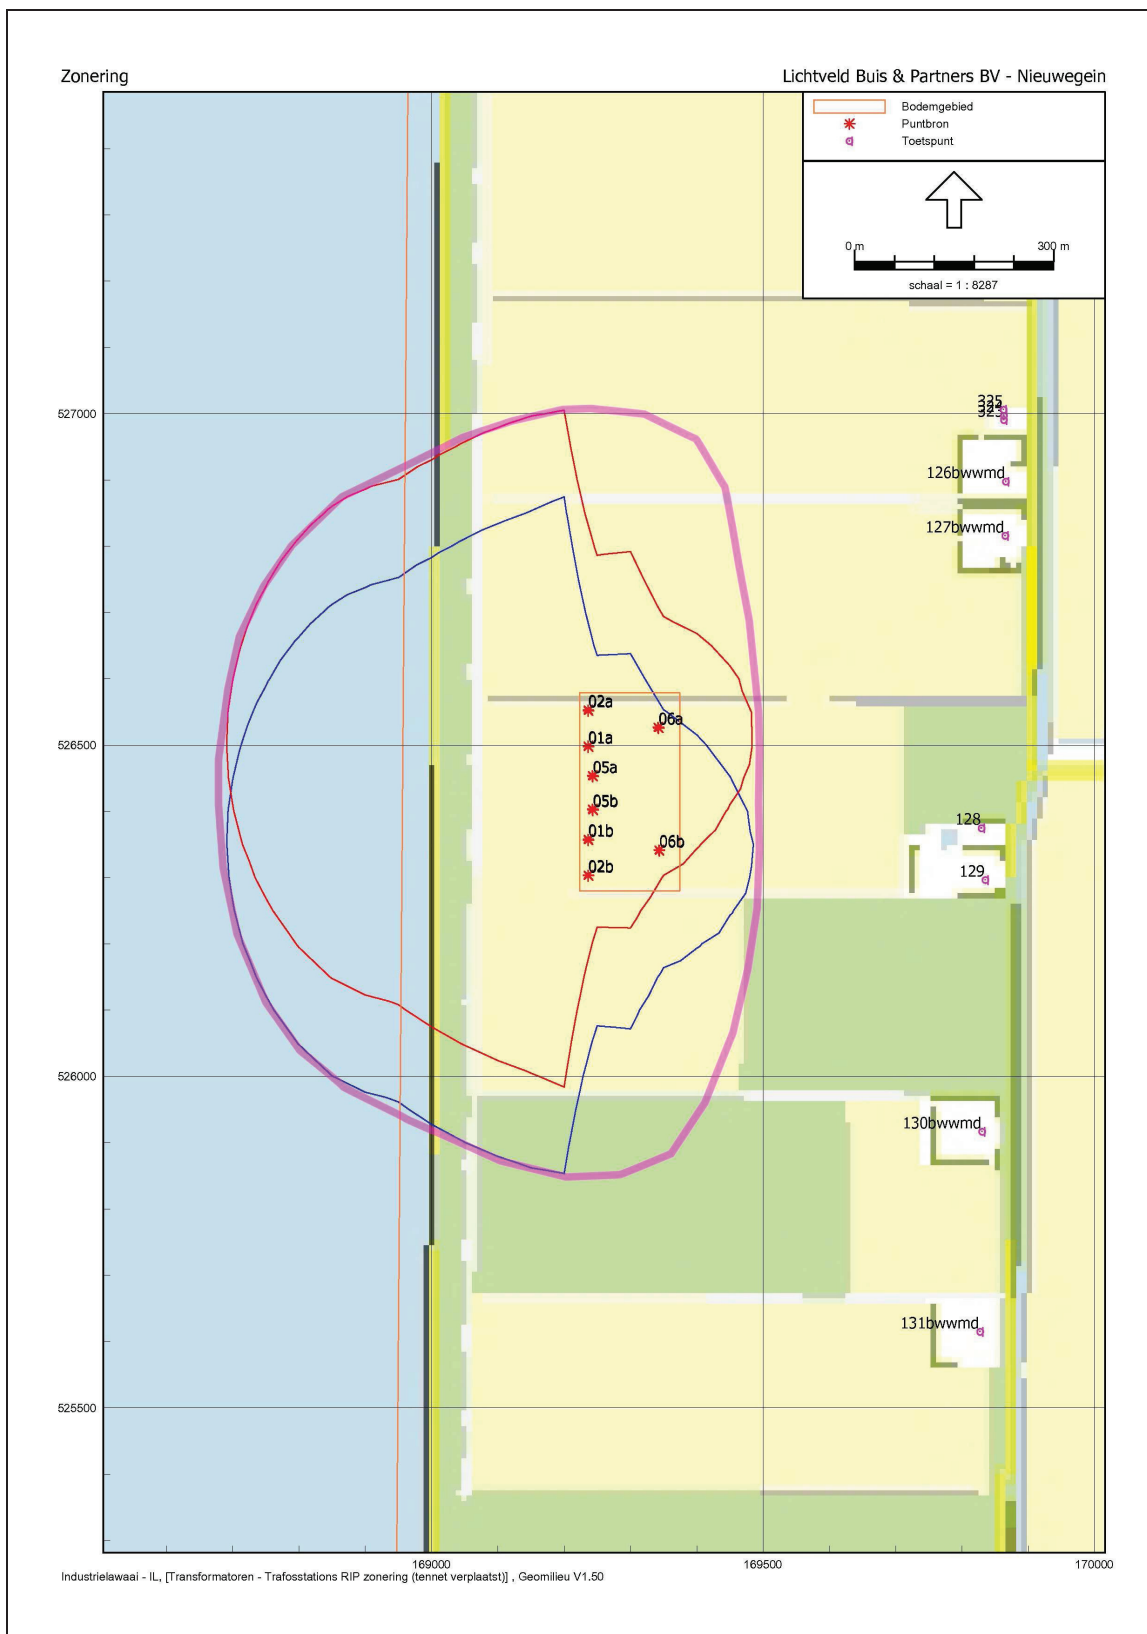 Zonering
Lichtveld Buis & Partners BV - Nieuwegein
Bodemgebied
Puntbron
Toetspunt
0 m 300 m
schaal = 1 : 8287
527000
325
323
126bwwmd
127bwwmd
02a
06a
526500
01a
05a
05b
128
01b
06b
129
02b
526000
130bwwmd
131bwwmd
525500
169000 169500 170000
Industrielawaai - IL, [Transformatoren - Trafosstations RIP zonering (tennet verplaatst)] , Geomilieu V1.50